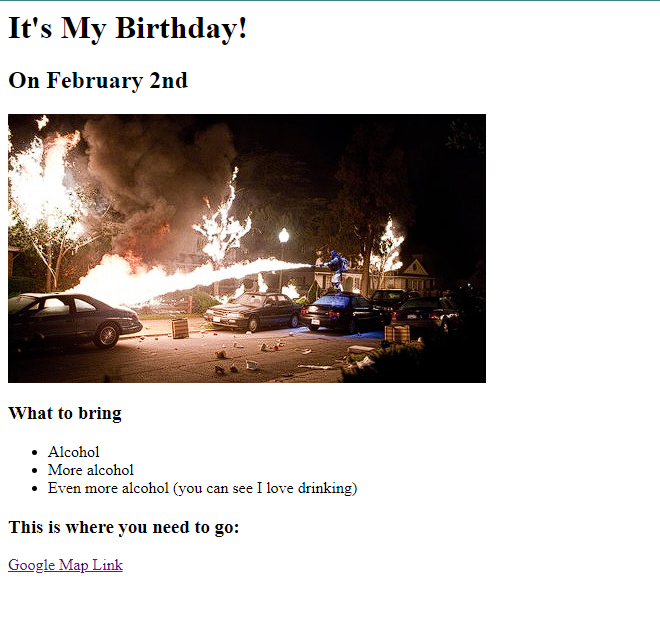 It's My Birthday!
On February 2nd
What to bring
Alcohol
More alcohol
Even more alcohol (you can see I love drinking)
This is where you need to go:
Google Map Link